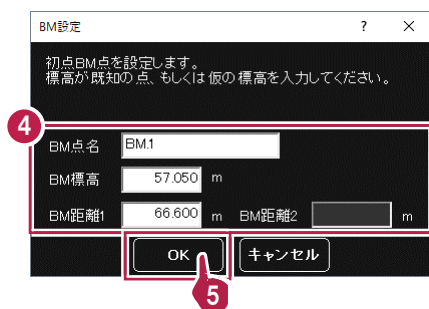 BM設定 ? ×
初点BM点を設定します。
標高が既知の点、もしくは仮の標高を入力してください。
4
BM点名 BM.1
BM標高 57.050 m
BM距離1 66.600 m BM距離2 m
OK キャンセル
5